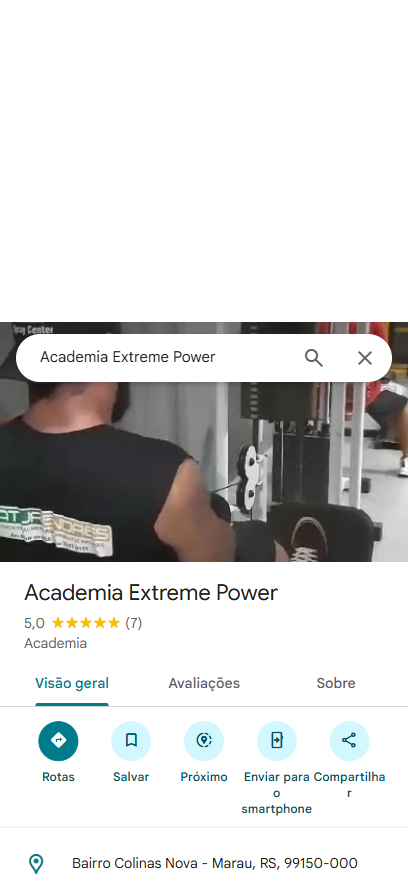 Center
Academia Extreme Power
Academia Extreme Power
5,0 (7)
Academia
Visão geral Avaliações Sobre
Rotas Salvar Próximo Enviar para o smartphone Compartilhar
Bairro Colinas Nova - Marau, RS, 99150-000